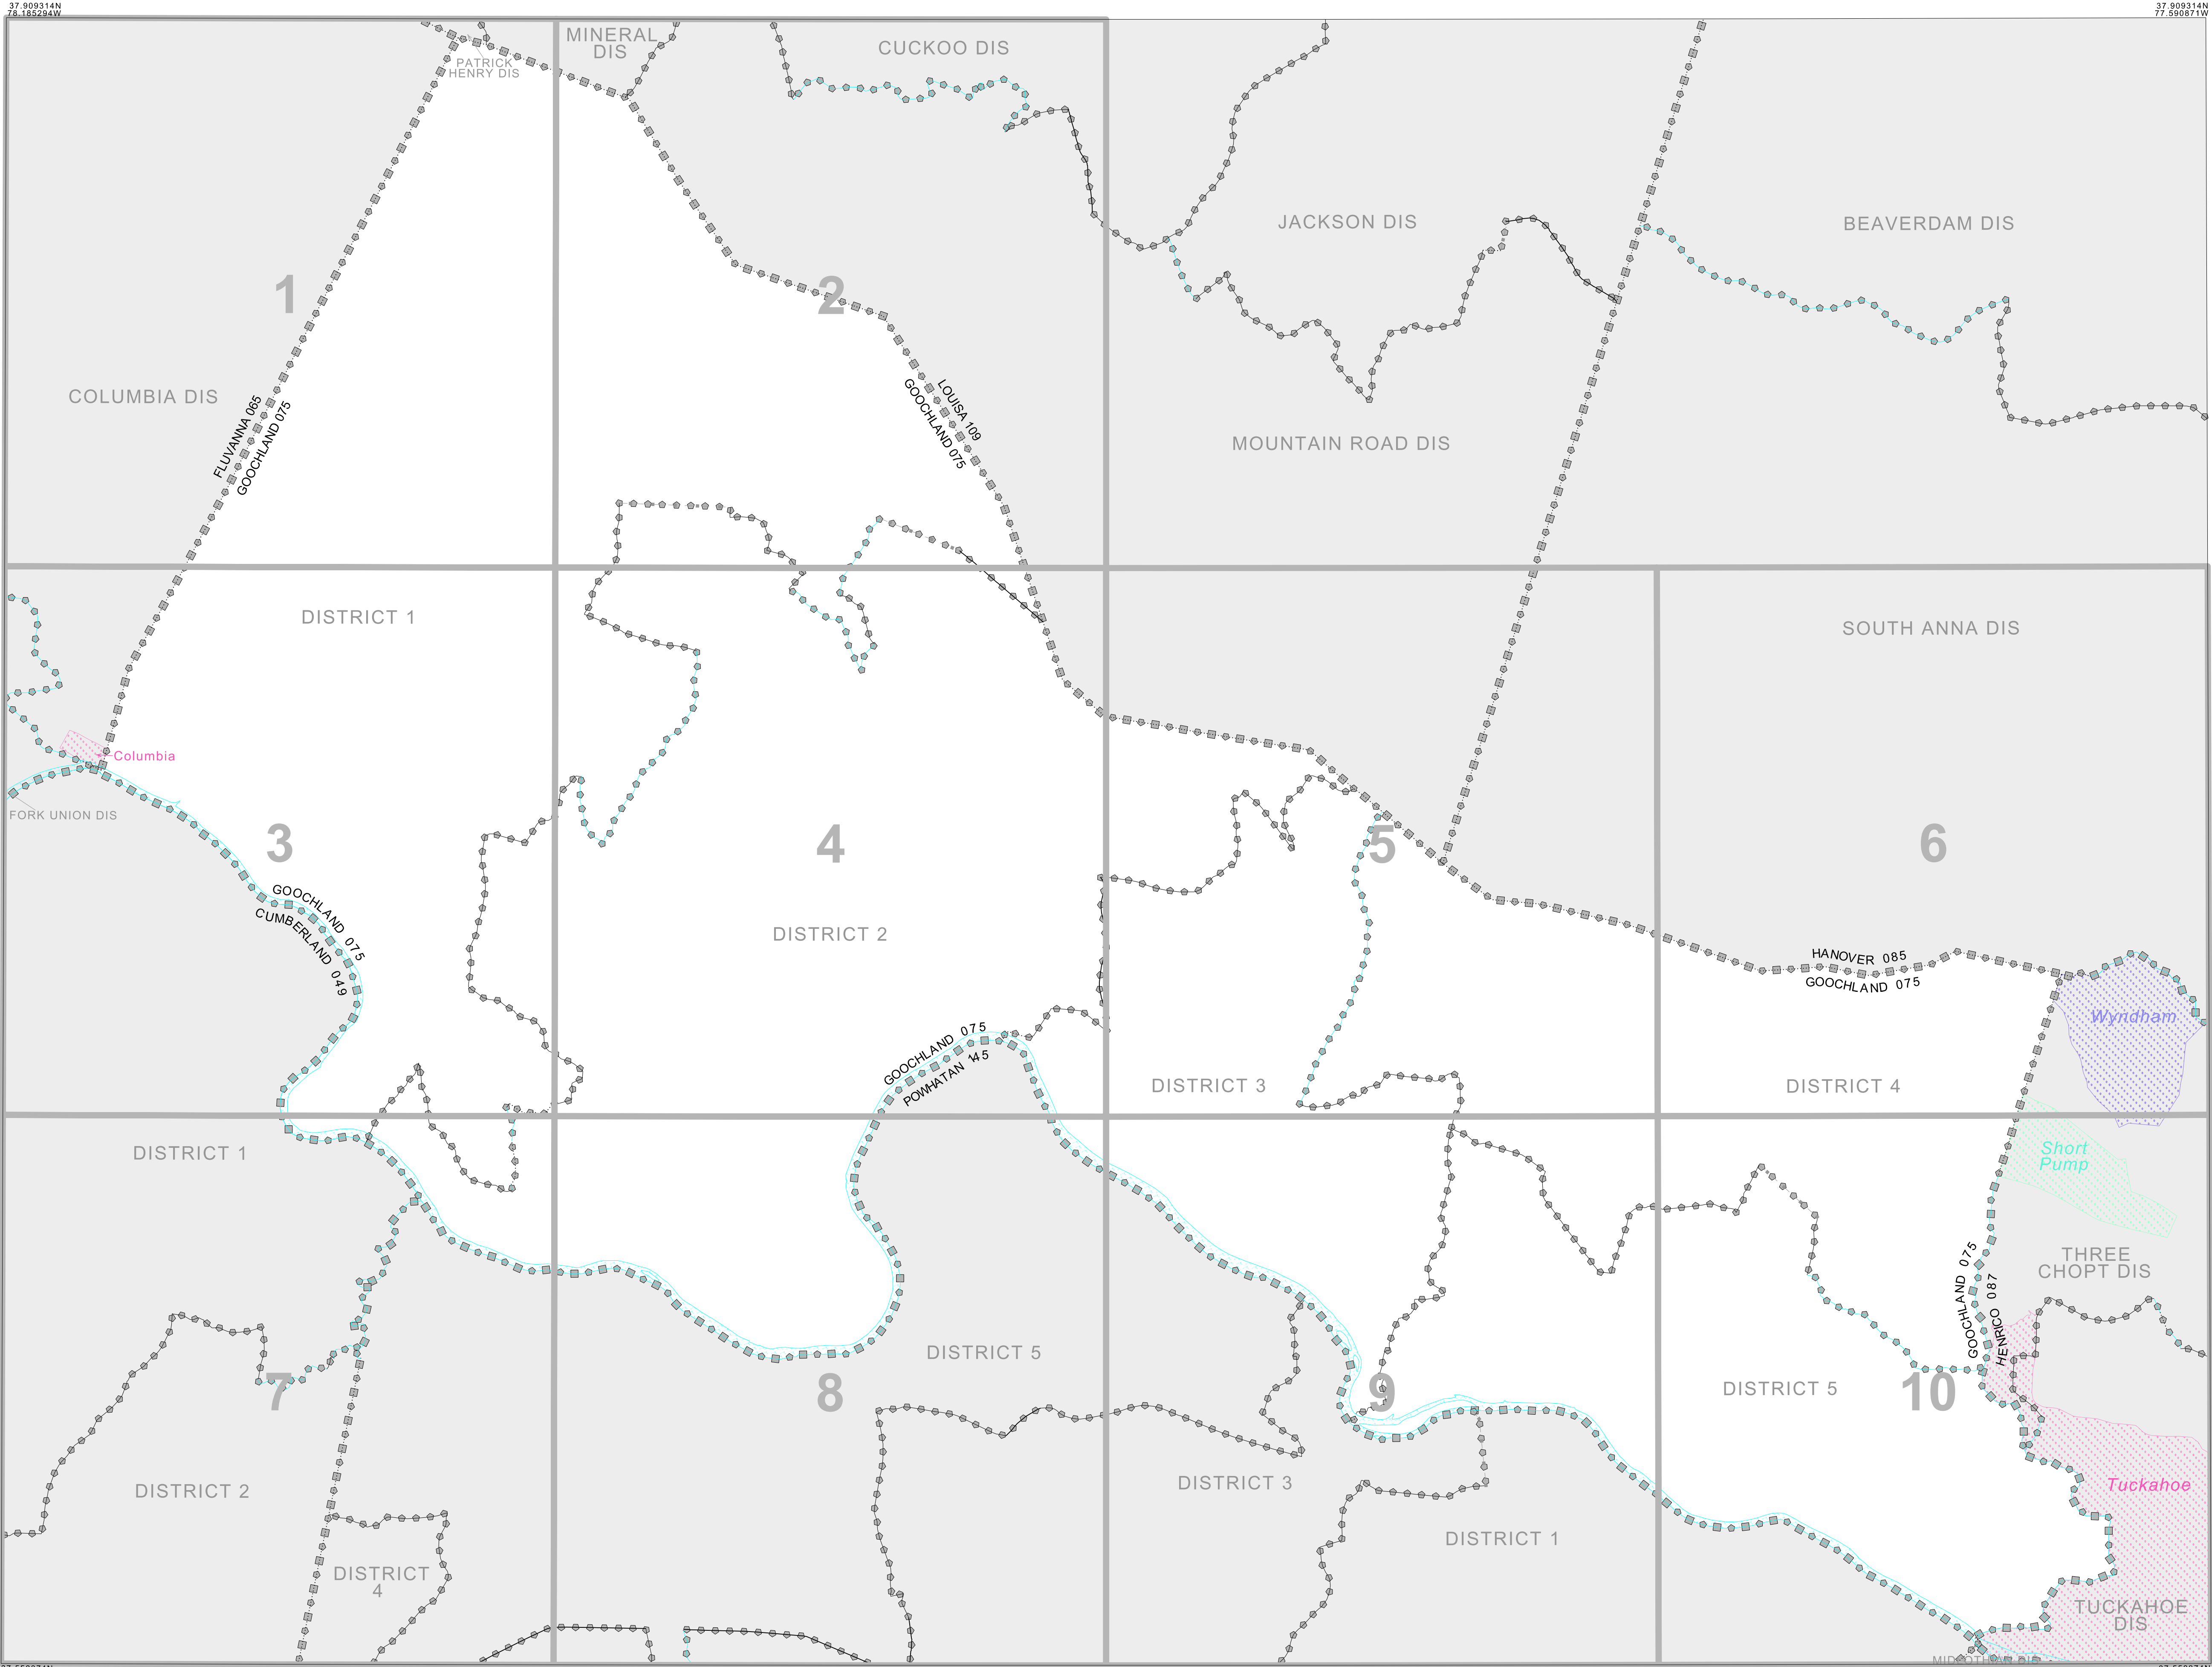 37.909314N
78.185294W
37.909314N
77.590871W
MINERAL
DIS
CUCKOO DIS
PATRICK
HENRY DIS
JACKSON DIS
BEAVERDAM DIS
1
2
COLUMBIA DIS
FLUVANNA 065
GOOCHLAND 075
LOUISA 109
GOOCHLAND 075
MOUNTAIN ROAD DIS
DISTRICT 1
SOUTH ANNA DIS
Columbia
FORK UNION DIS
3
4
5
6
GOOCHLAND 075
CUMBERLAND 049
DISTRICT 2
HANOVER 085
GOOCHLAND 075
Wyndham
GOOCHLAND 075
POWHATAN 145
DISTRICT 3
DISTRICT 4
DISTRICT 1
Short
Pump
THREE
CHOPT DIS
GOOCHLAND 075
HENRICO 087
DISTRICT 5
7
8
9
DISTRICT 5
10
DISTRICT 2
DISTRICT 3
Tuckahoe
DISTRICT 1
DISTRICT
4
TUCKAHOE
DIS